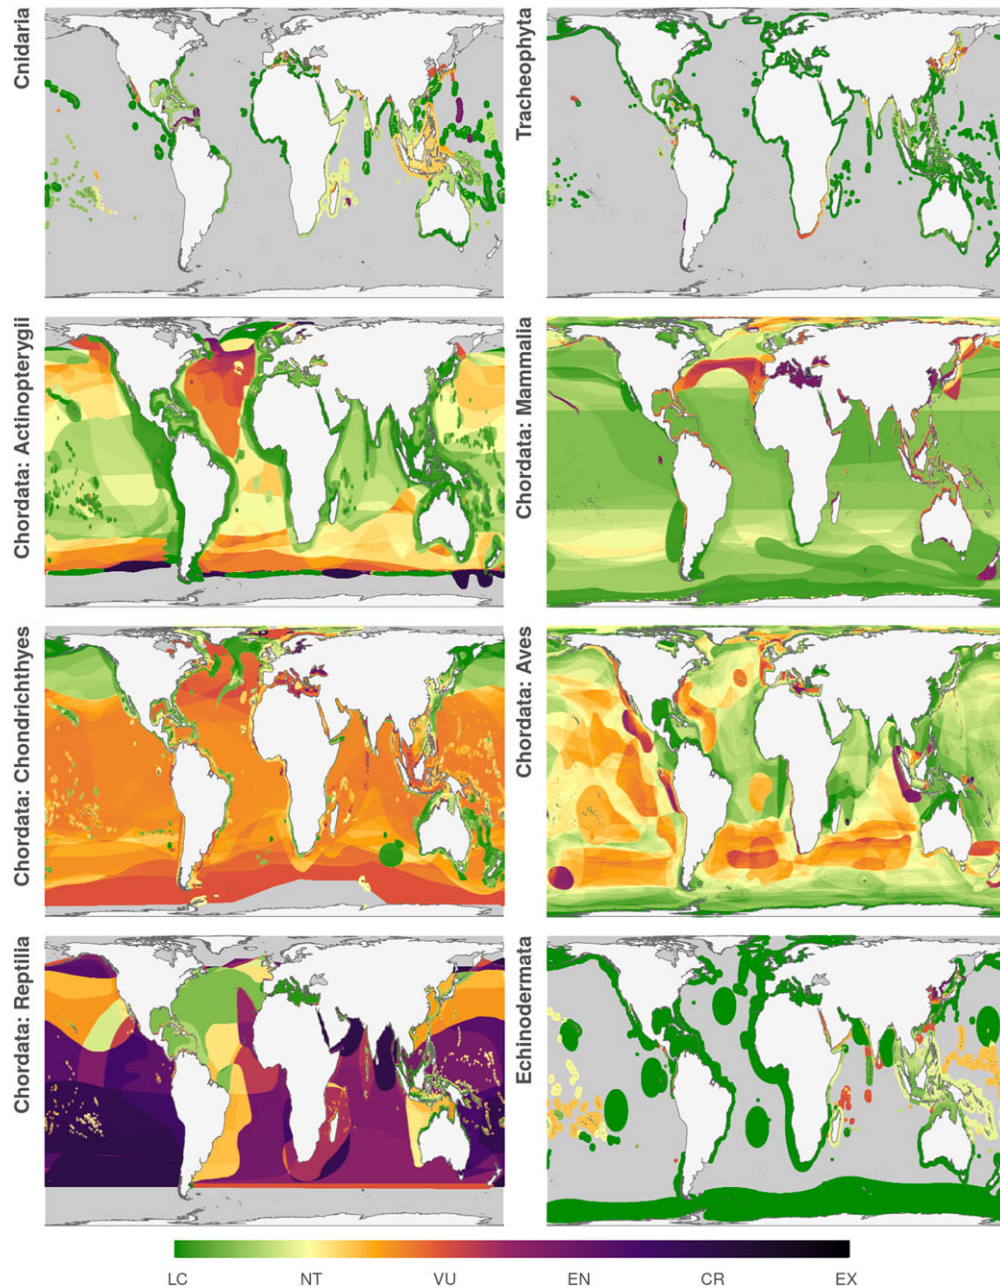 Cnidaria
Tracheophyta
Chordata: Actinopterygii
Chordata: Mammalia
Chordata: Chondrichthyes
Chordata: Aves
Chordata: Reptilia
Echinodermata
LC NT VU EN CR EX